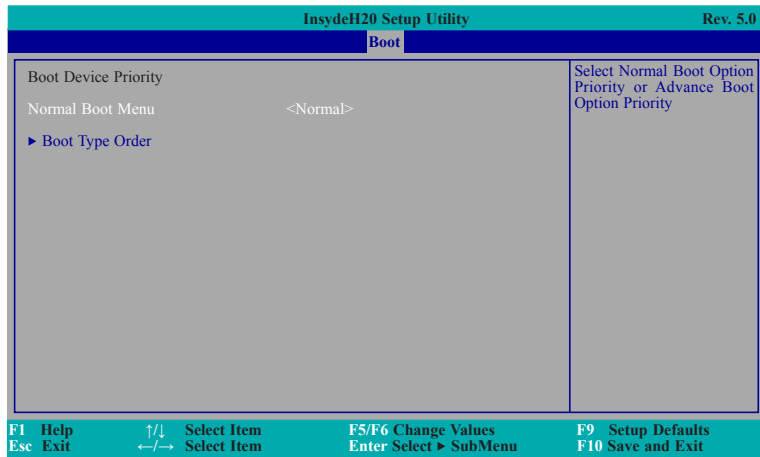 InsydeH20 Setup Utility Rev. 5.0
Boot
Boot Device Priority
Normal Boot Menu <Normal>
▶ Boot Type Order
Select Normal Boot Option
Priority or Advance Boot
Option Priority
F1 Help ↑/↓ Select Item F5/F6 Change Values F9 Setup Defaults
Esc Exit ←/→ Select Item Enter Select ▶ SubMenu F10 Save and Exit